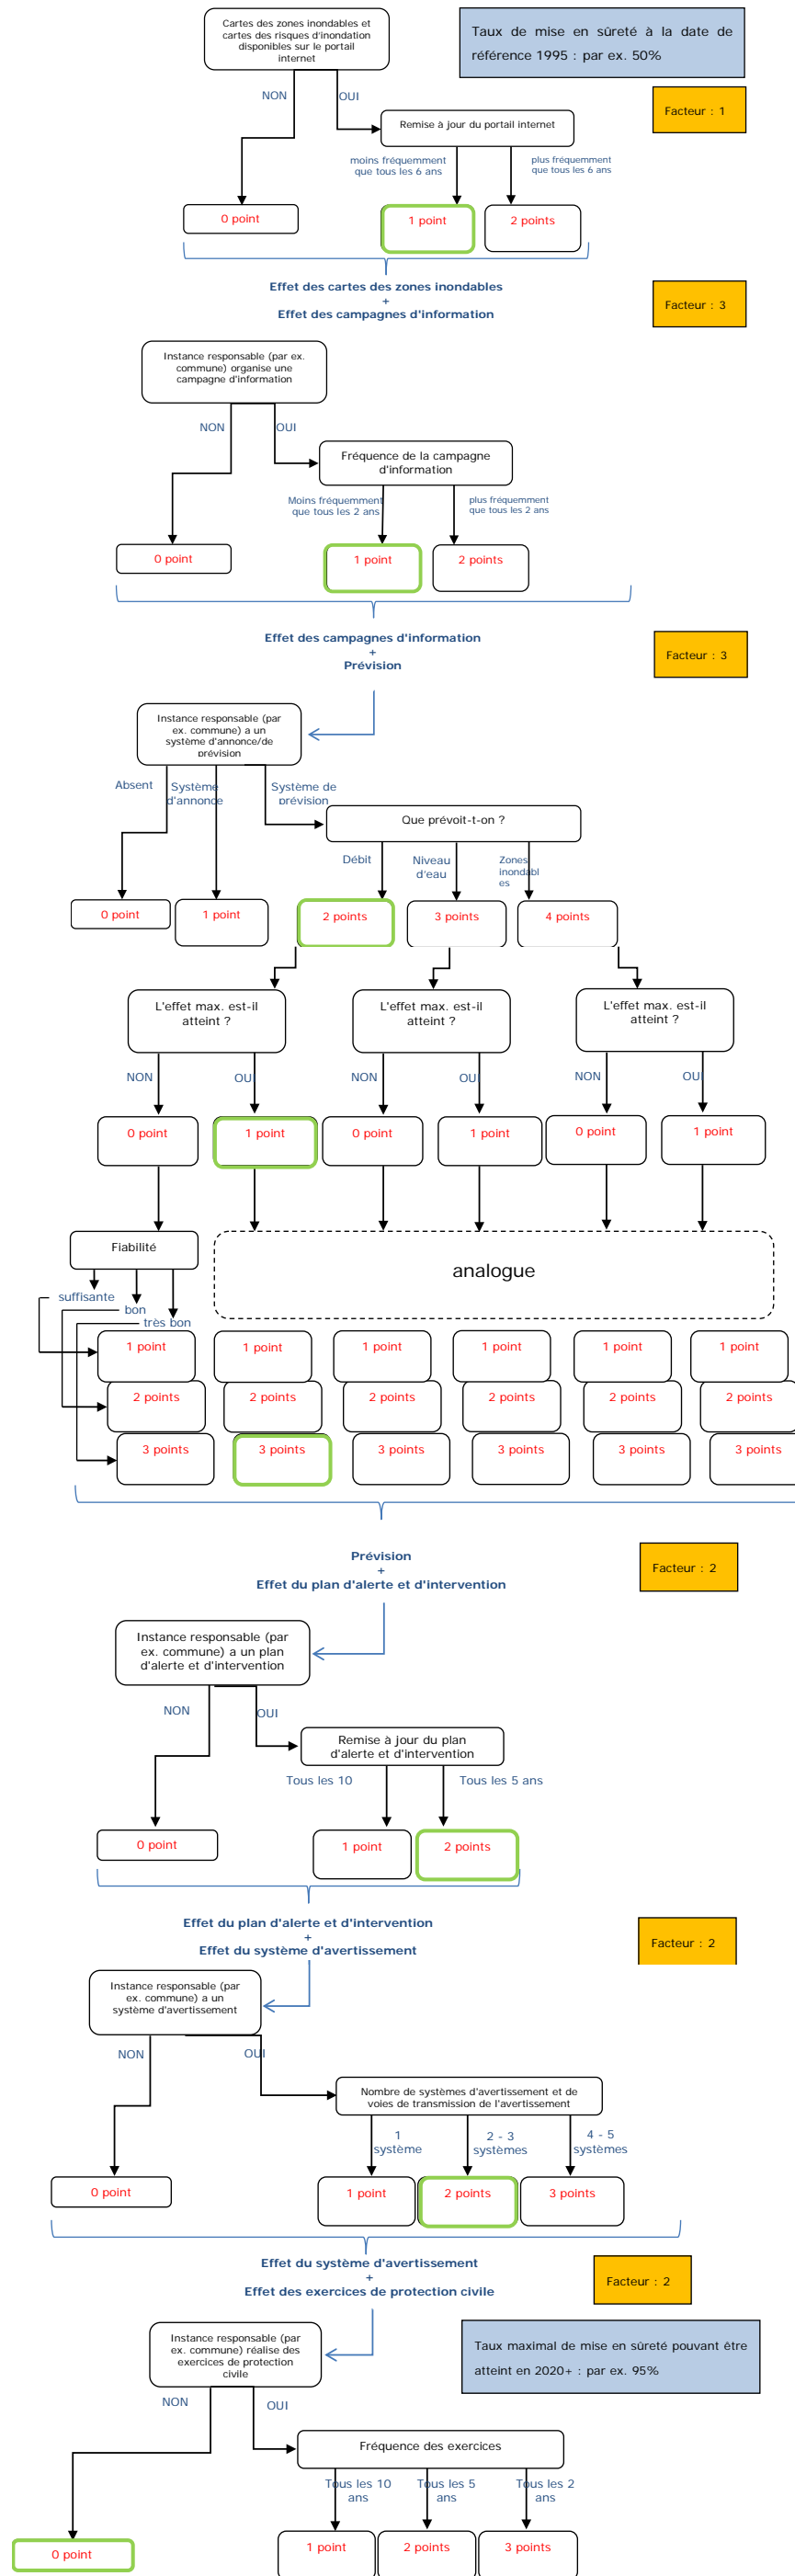 Cartes des zones inondables et
cartes des risques d'inondation
disponibles sur le portail
internet
Taux de mise en sûreté à la date de
référence 1995 : par ex. 50%
NON
OUI
Facteur : 1
Remise à jour du portail internet
moins fréquemment
que tous les 6 ans
plus fréquemment
que tous les 6 ans
0 point
1 point
2 points
Effet des cartes des zones inondables
+
Effet des campagnes d'information
Facteur : 3
Instance responsable (par ex.
commune) organise une
campagne d'information
NON
OUI
Fréquence de la campagne
d'information
Moins fréquemment
que tous les 2 ans
plus fréquemment
que tous les 2 ans
0 point
1 point
2 points
Effet des campagnes d'information
+
Prévision
Facteur : 3
Instance responsable (par
ex. commune) a un
système d'annonce/de
prévision
Absent
Système
d'annonce
Système de
prévision
Que prévoit-t-on ?
Débit
Niveau
d'eau
Zones
inondabl
es
0 point
1 point
2 points
3 points
4 points
L'effet max. est-il
atteint ?
L'effet max. est-il
atteint ?
L'effet max. est-il
atteint ?
NON
OUI
NON
OUI
NON
OUI
0 point
1 point
0 point
1 point
0 point
1 point
Fiabilité
analogue
suffisante
bon
très bon
1 point
1 point
1 point
1 point
1 point
1 point
2 points
2 points
2 points
2 points
2 points
2 points
3 points
3 points
3 points
3 points
3 points
3 points
Prévision
+
Effet du plan d'alerte et d'intervention
Facteur : 2
Instance responsable (par
ex. commune) a un plan
d'alerte et d'intervention
NON
OUI
Remise à jour du plan
d'alerte et d'intervention
Tous les 10
Tous les 5 ans
0 point
1 point
2 points
Effet du plan d'alerte et d'intervention
+
Effet du système d'avertissement
Facteur : 2
Instance responsable (par
ex. commune) a un
système d'avertissement
NON
OUI
Nombre de systèmes d'avertissement et de
voies de transmission de l'avertissement
1
système
2 - 3
systèmes
4 - 5
systèmes
0 point
1 point
2 points
3 points
Effet du système d'avertissement
+
Effet des exercices de protection civile
Facteur : 2
Instance responsable (par
ex. commune) réalise des
exercices de protection
civile
Taux maximal de mise en sûreté pouvant être
atteint en 2020+ : par ex. 95%
NON
OUI
Fréquence des exercices
Tous les 10
ans
Tous les 5
ans
Tous les 2
ans
0 point
1 point
2 points
3 points